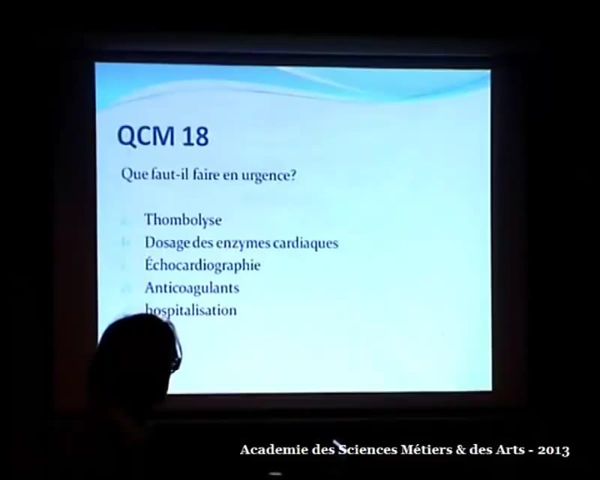 QCM 18
Que faut-il faire en urgence?
Thombolyse
Dosage des enzymes cardiaques
Échocardiographie
Anticoagulants
hospitalisation
Academie des Sciences Métiers & des Arts - 2013